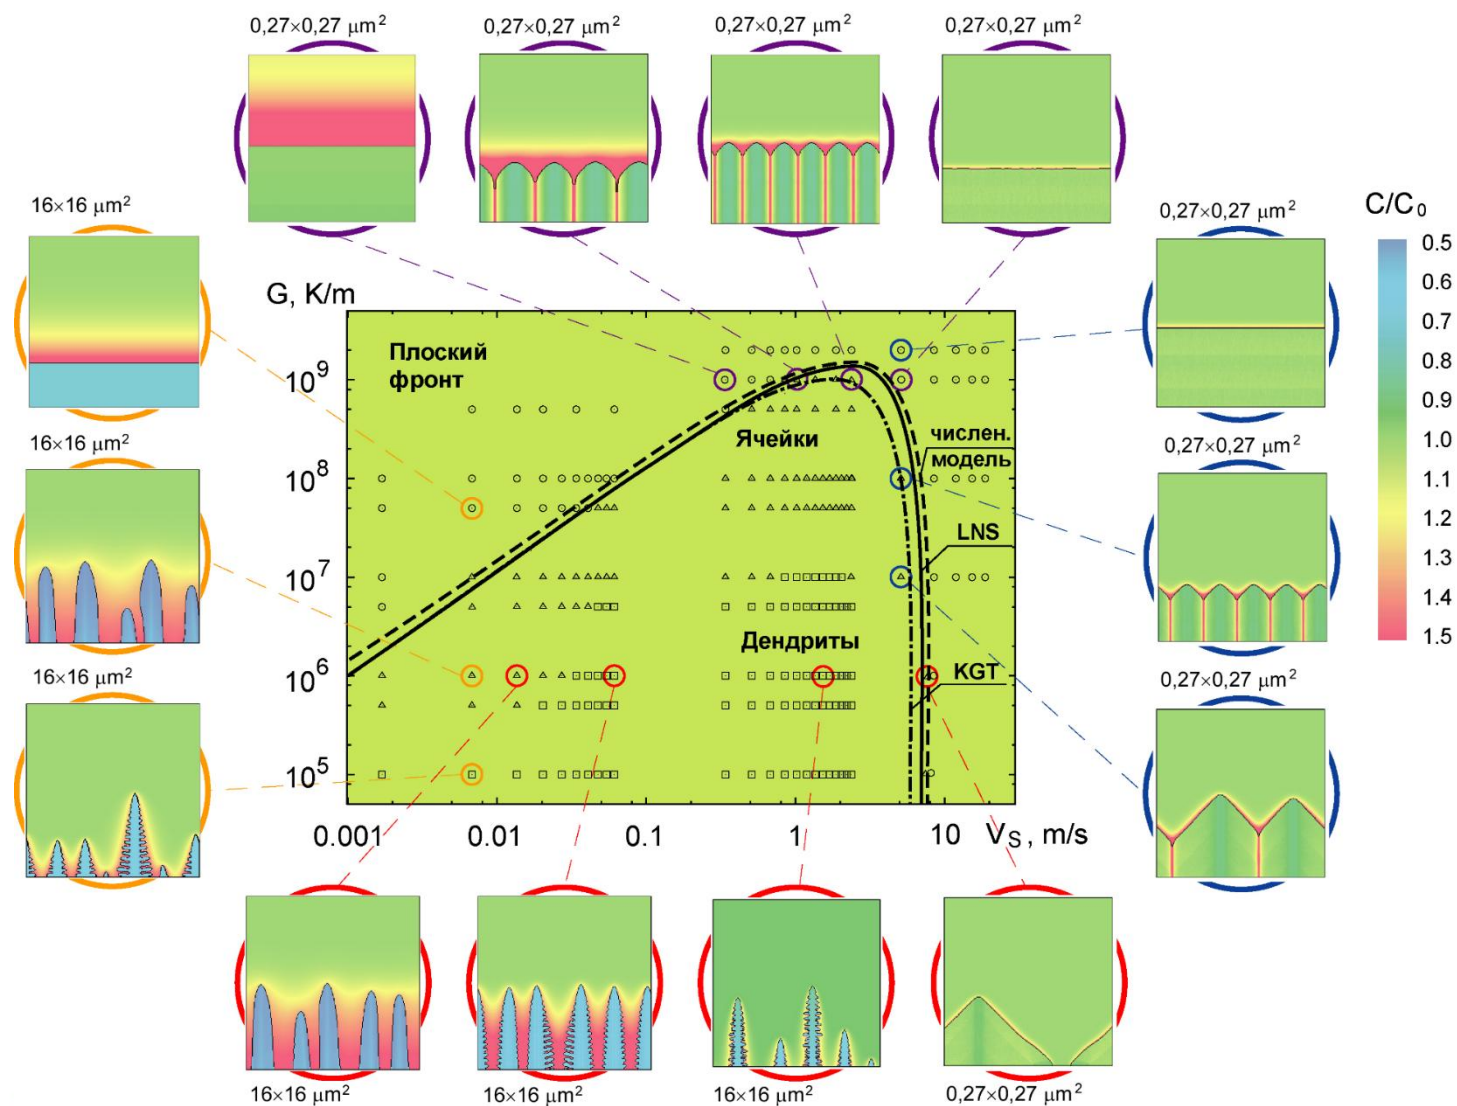 0,27×0,27 μm²
0,27×0,27 μm²
0,27×0,27 μm²
0,27×0,27 μm²
16×16 μm²
0,27×0,27 μm²
C/C₀
0.5
0.6
0.7
0.8
0.9
1.0
1.1
1.2
1.3
1.4
1.5
G, K/m
Плоский
фронт
10⁹
Ячейки
числен.
модель
16×16 μm²
0,27×0,27 μm²
10⁸
LNS
10⁷
Дендриты
KGT
16×16 μm²
10⁶
0,27×0,27 μm²
10⁵
0.001
0.01
0.1
1
10
V_S, m/s
16×16 μm²
16×16 μm²
16×16 μm²
0,27×0,27 μm²